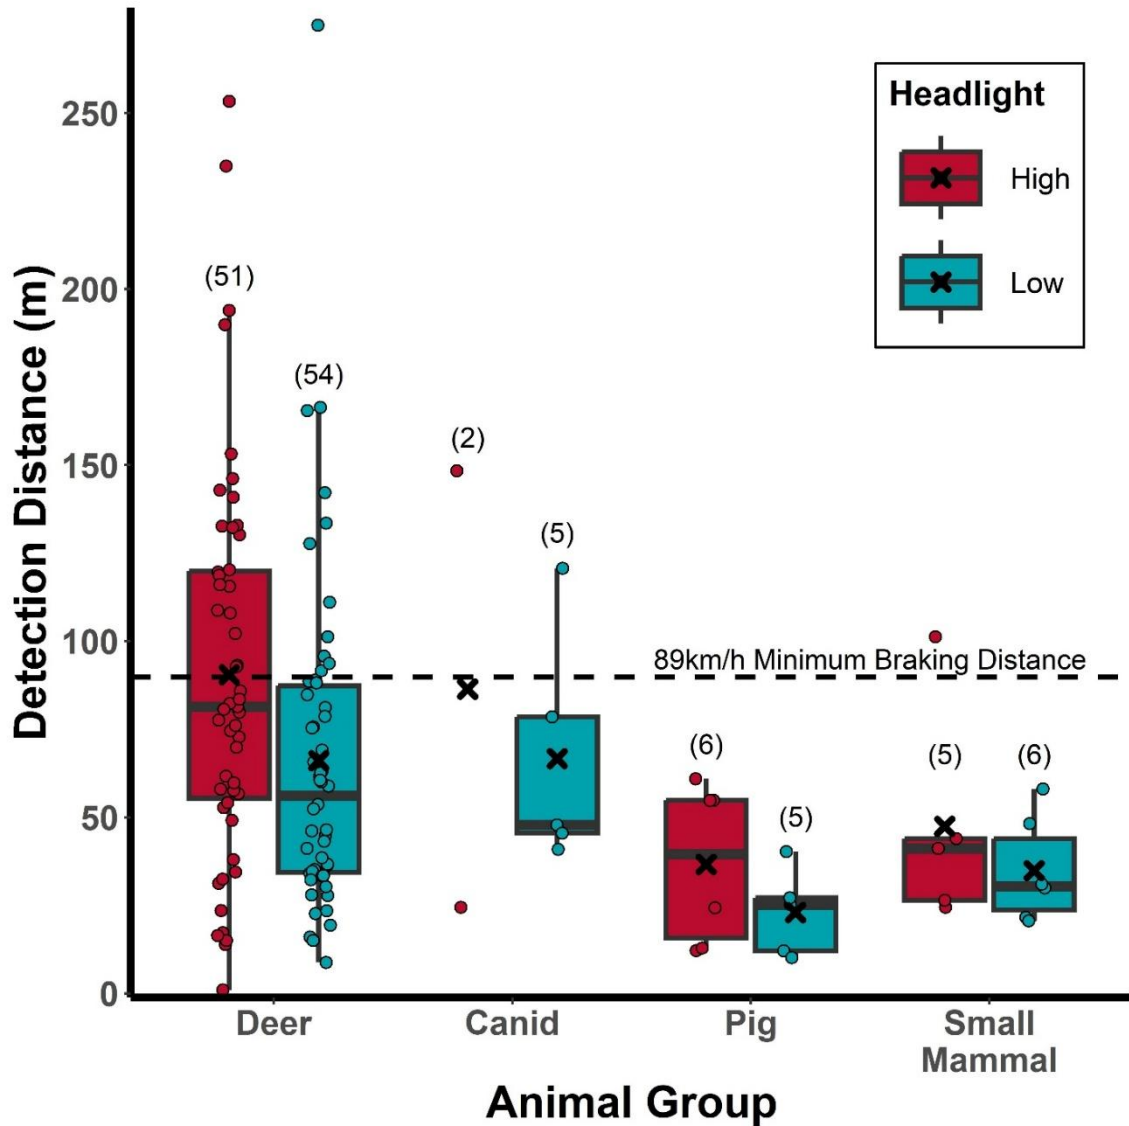 Detection Distance (m)
250
200
150
100
50
0
(51)
(54)
(2)
(5)
(6)
(5)
(5)
(6)
89km/h Minimum Braking Distance
Headlight
High
Low
Deer
Canid
Pig
Small
Mammal
Animal Group